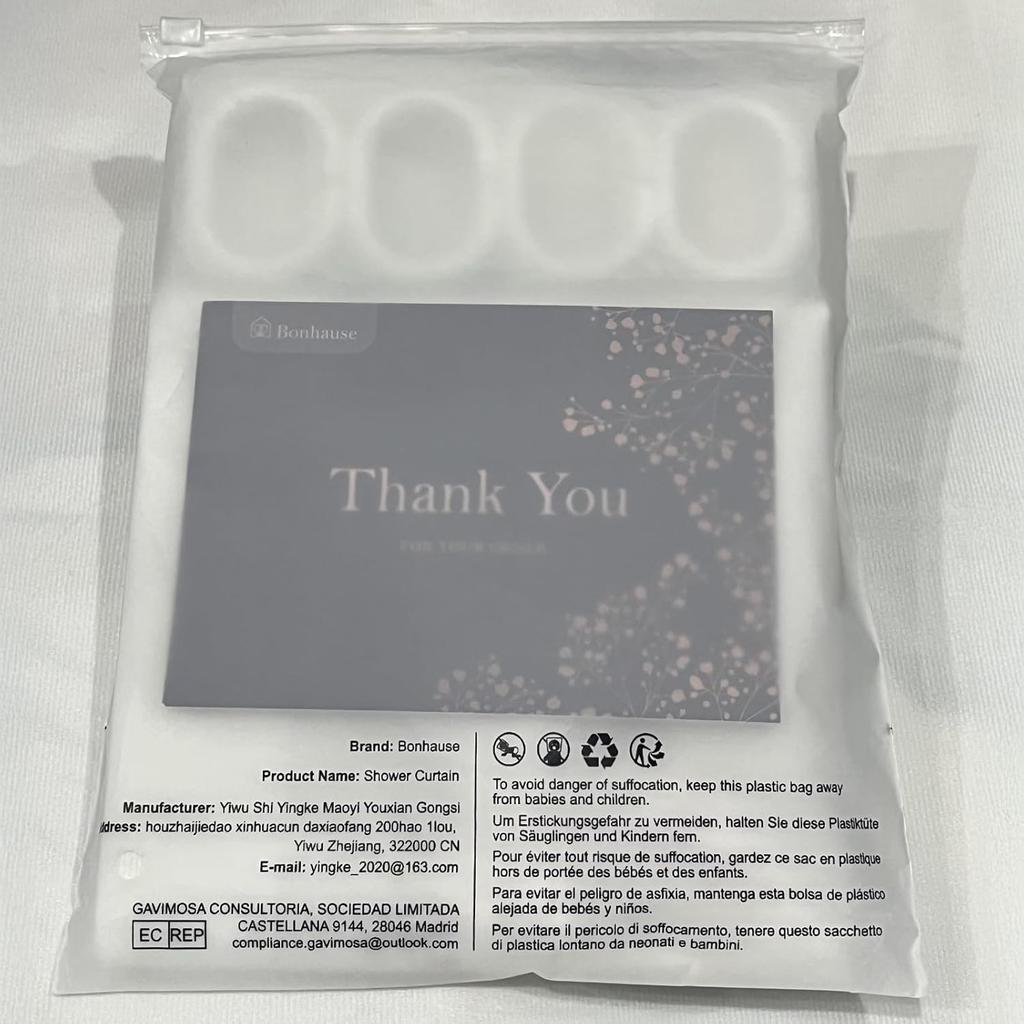 Bonhause
Thank You
FOR YOUR ORDER
Brand: Bonhause
Product Name: Shower Curtain
Manufacturer: Yiwu Shi Yingke Maoyi Youxian Gongsi
ddress: houzhaijiedao xinhuacun daxiaofang 200hao 1lou,
Yiwu Zhejiang, 322000 CN
E-mail: yingke_2020@163.com
GAVIMOSA CONSULTORIA, SOCIEDAD LIMITADA
CASTELLANA 9144, 28046 Madrid
compliance.gavimosa@outlook.com
EC REP
To avoid danger of suffocation, keep this plastic bag away
from babies and children.
Um Erstickungsgefahr zu vermeiden, halten Sie diese Plastiktüte
von Säuglingen und Kindern fern.
Pour éviter tout risque de suffocation, gardez ce sac en plastique
hors de portée des bébés et des enfants.
Para evitar el peligro de asfixia, mantenga esta bolsa de plástico
alejada de bebés y niños.
Per evitare il pericolo di soffocamento, tenere questo sacchetto
di plastica lontano da neonati e bambini.